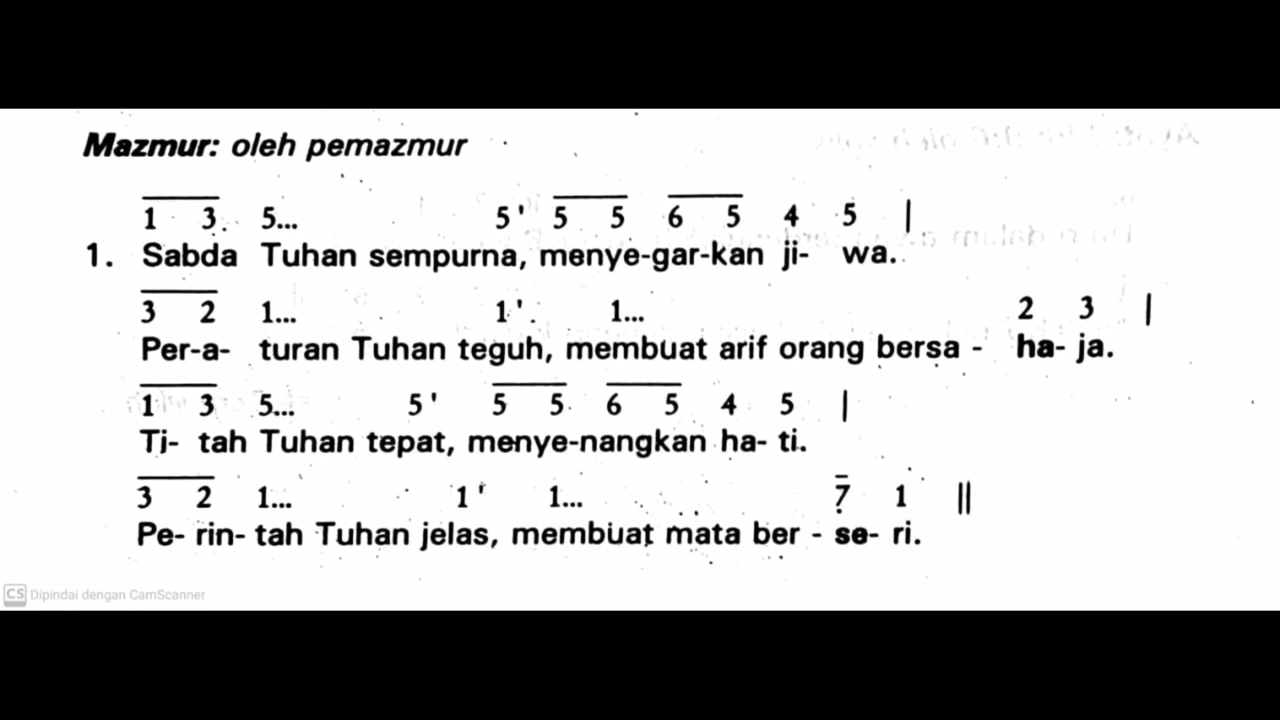 Mazmur: oleh pemazmur
1 3 5... 5' 5 5 6 5 4 5 |
1. Sabda Tuhan sempurna, menye-gar-kan ji- wa.
3 2 1... 1' 1... 2 3 |
Per-a- turan Tuhan teguh, membuat arif orang bersa - ha- ja.
1 3 5... 5' 5 5 6 5 4 5 |
Ti- tah Tuhan tepat, menye-nangkan ha- ti.
3 2 1... 1' 1... 7̣ 1 ||
Pe- rin- tah Tuhan jelas, membuat mata ber - se- ri.
CS Dipindai dengan CamScanner